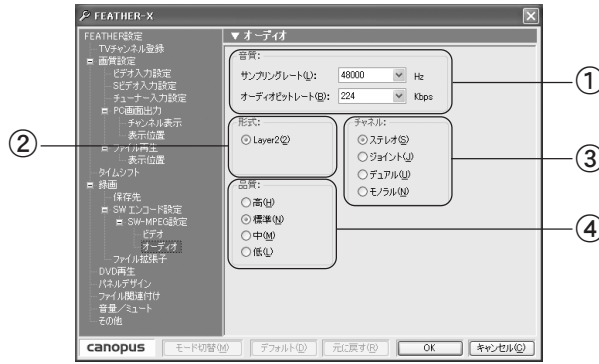 FEATHER-X
FEATHER設定
TVチャンネル登録
画質設定
ビデオ入力設定
Sビデオ入力設定
チューナー入力設定
PC画面出力
チャンネル表示
表示位置
ファイル再生
表示位置
タイムシフト
録画
保存先
SWエンコード設定
SW-MPEG設定
ビデオ
オーディオ
ファイル拡張子
DVD再生
パネルデザイン
ファイル関連付け
音量/ミュート
その他
▼ オーディオ
音質:
サンプリングレート(L): 48000 Hz
オーディオビットレート(B): 224 Kbps
①
形式:
Layer2(2)
②
チャネル:
ステレオ(S)
ジョイント(J)
デュアル(U)
モノラル(N)
③
品質:
高(H)
標準(N)
中(M)
低(L)
④
canopus モード切替(M) デフォルト(D) 元に戻す(R) OK キャンセル(C)